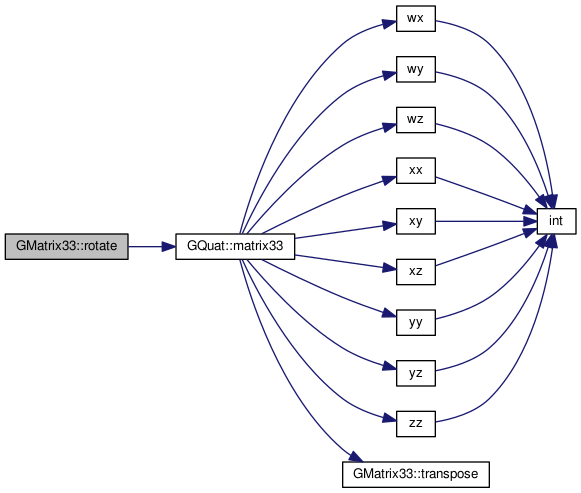 GMatrix33::rotate
GQuat::matrix33
wx
wy
wz
xx
xy
xz
yy
yz
zz
GMatrix33::transpose
int